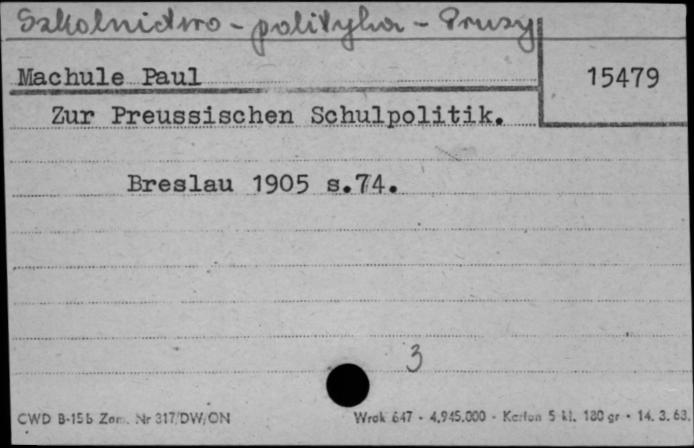 Szkolnictwo - polityka - Prusy
Machule Paul
15479
Zur Preussischen Schulpolitik.
Breslau 1905 s.74.
3
CWD B-15b Zam. Nr 317/DW/ON
Wrak 647 - 4,945.000 - Karton 5 kl. 180 gr - 14. 3. 63.